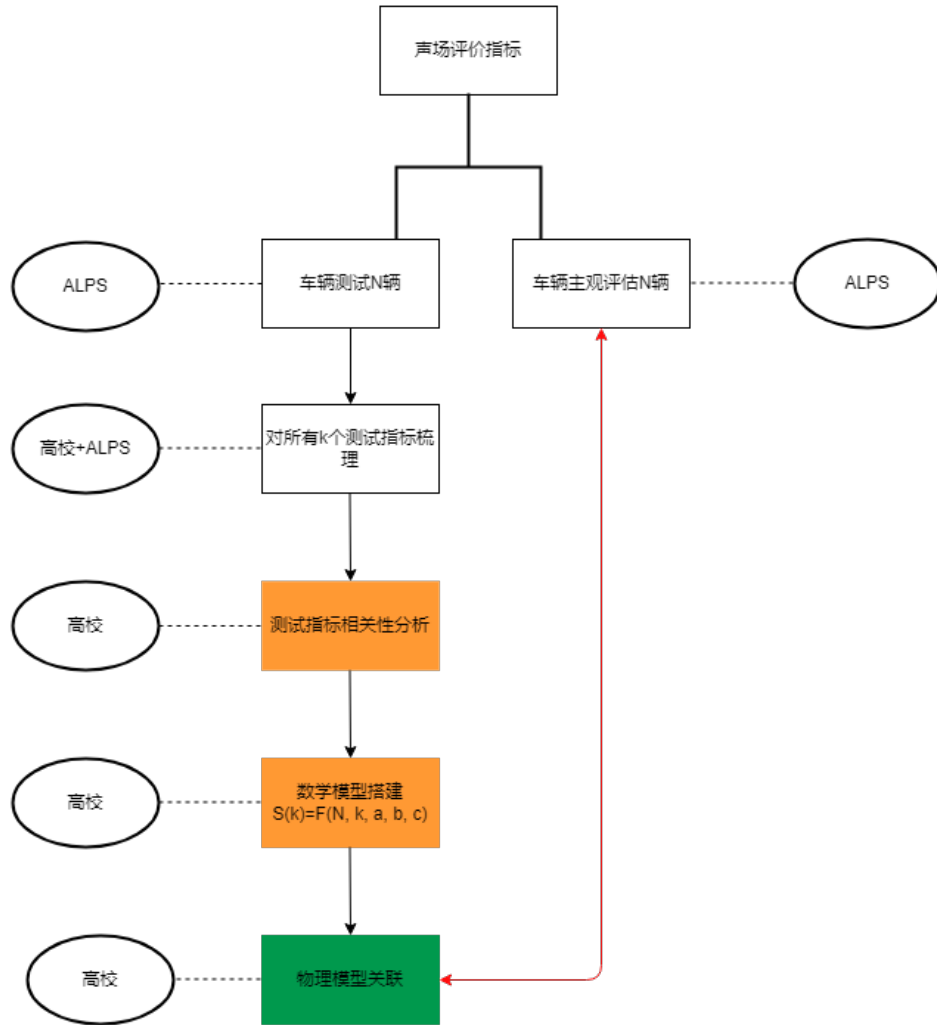 声场评价指标
ALPS
车辆测试N辆
车辆主观评估N辆
ALPS
高校+ALPS
对所有k个测试指标梳
理
高校
测试指标相关性分析
高校
数学模型搭建
S(k)=F(N, k, a, b, c)
高校
物理模型关联